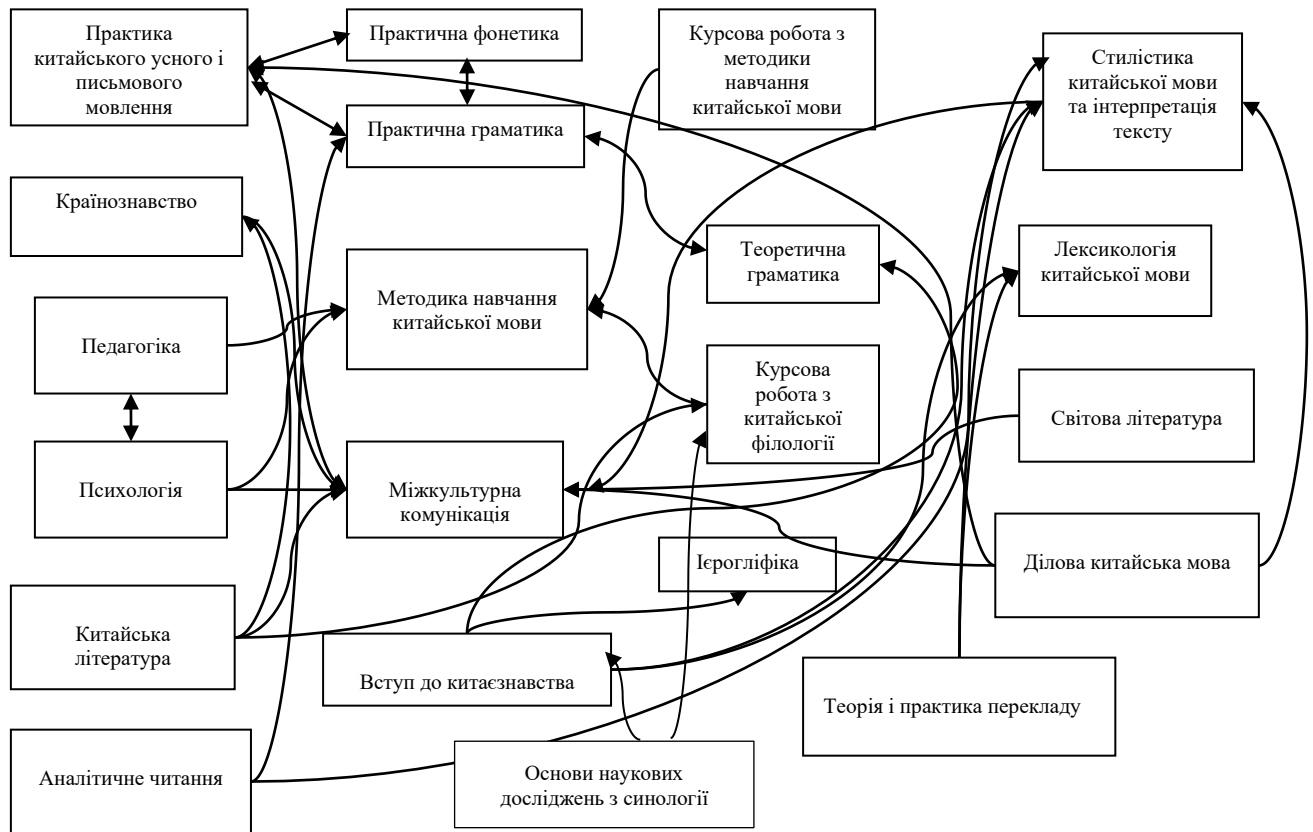 Практика
китайського усного і
письмового
мовлення
Практична фонетика
Курсова робота з
методики
навчання
китайської мови
Стилістика
китайської мови
та інтерпретація
тексту
Практична граматика
Країнознавство
Теоретична
граматика
Лексикологія
китайської мови
Методика навчання
китайської мови
Педагогіка
Курсова
робота з
китайської
філології
Світова література
Психологія
Міжкультурна
комунікація
Ієрогліфіка
Ділова китайська мова
Китайська
література
Вступ до китаєзнавства
Теорія і практика перекладу
Аналітичне читання
Основи наукових
досліджень з синології